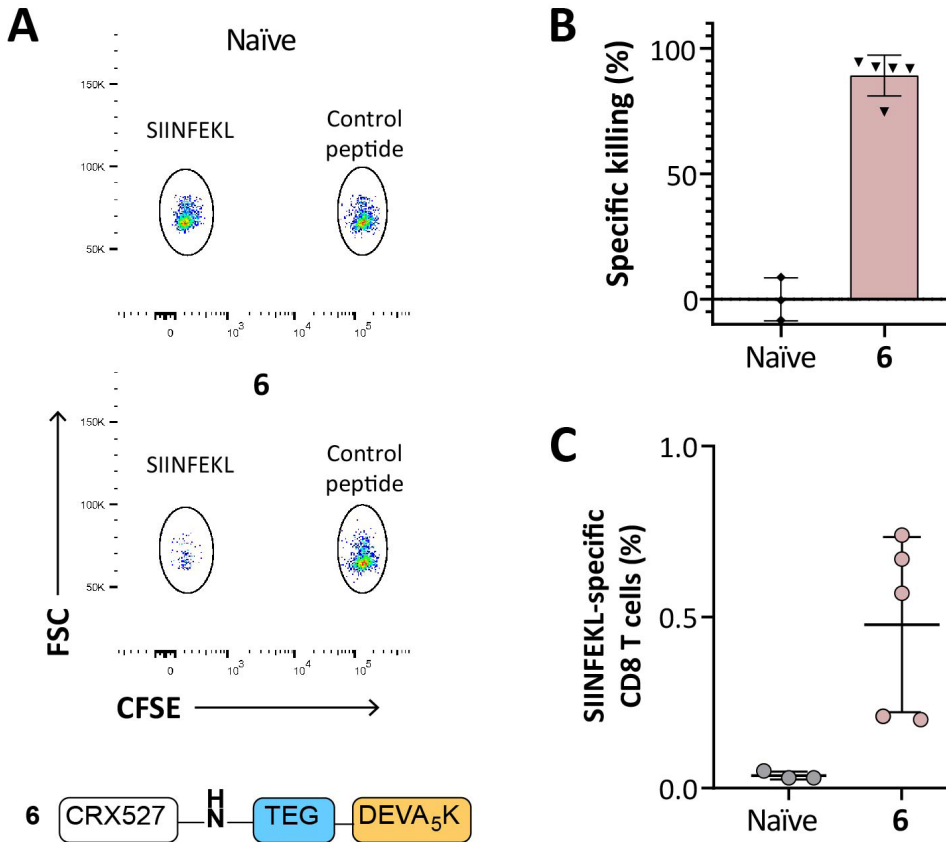 A
Naïve
150K
100K
50K
SIINFEKL
Control
peptide
0
10³
10⁴
10⁵
6
150K
100K
50K
SIINFEKL
Control
peptide
0
10³
10⁴
10⁵
FSC
CFSE
6
CRX527
H
N
TEG
DEVA₅K
B
Specific killing (%)
100
50
0
Naïve
6
C
SIINFEKL-specific
CD8 T cells (%)
1.0
0.5
0.0
Naïve
6